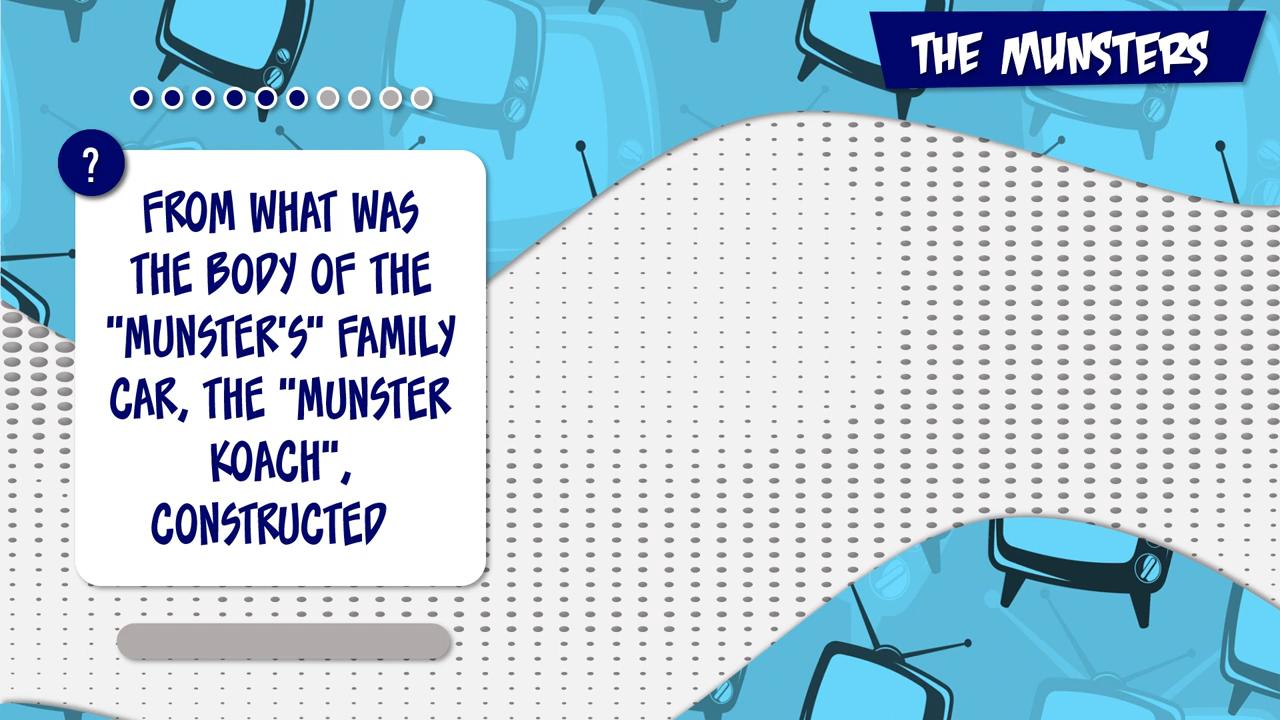 THE MUNSTERS
?
FROM WHAT WAS
THE BODY OF THE
"MUNSTER'S" FAMILY
CAR, THE "MUNSTER
KOACH",
CONSTRUCTED